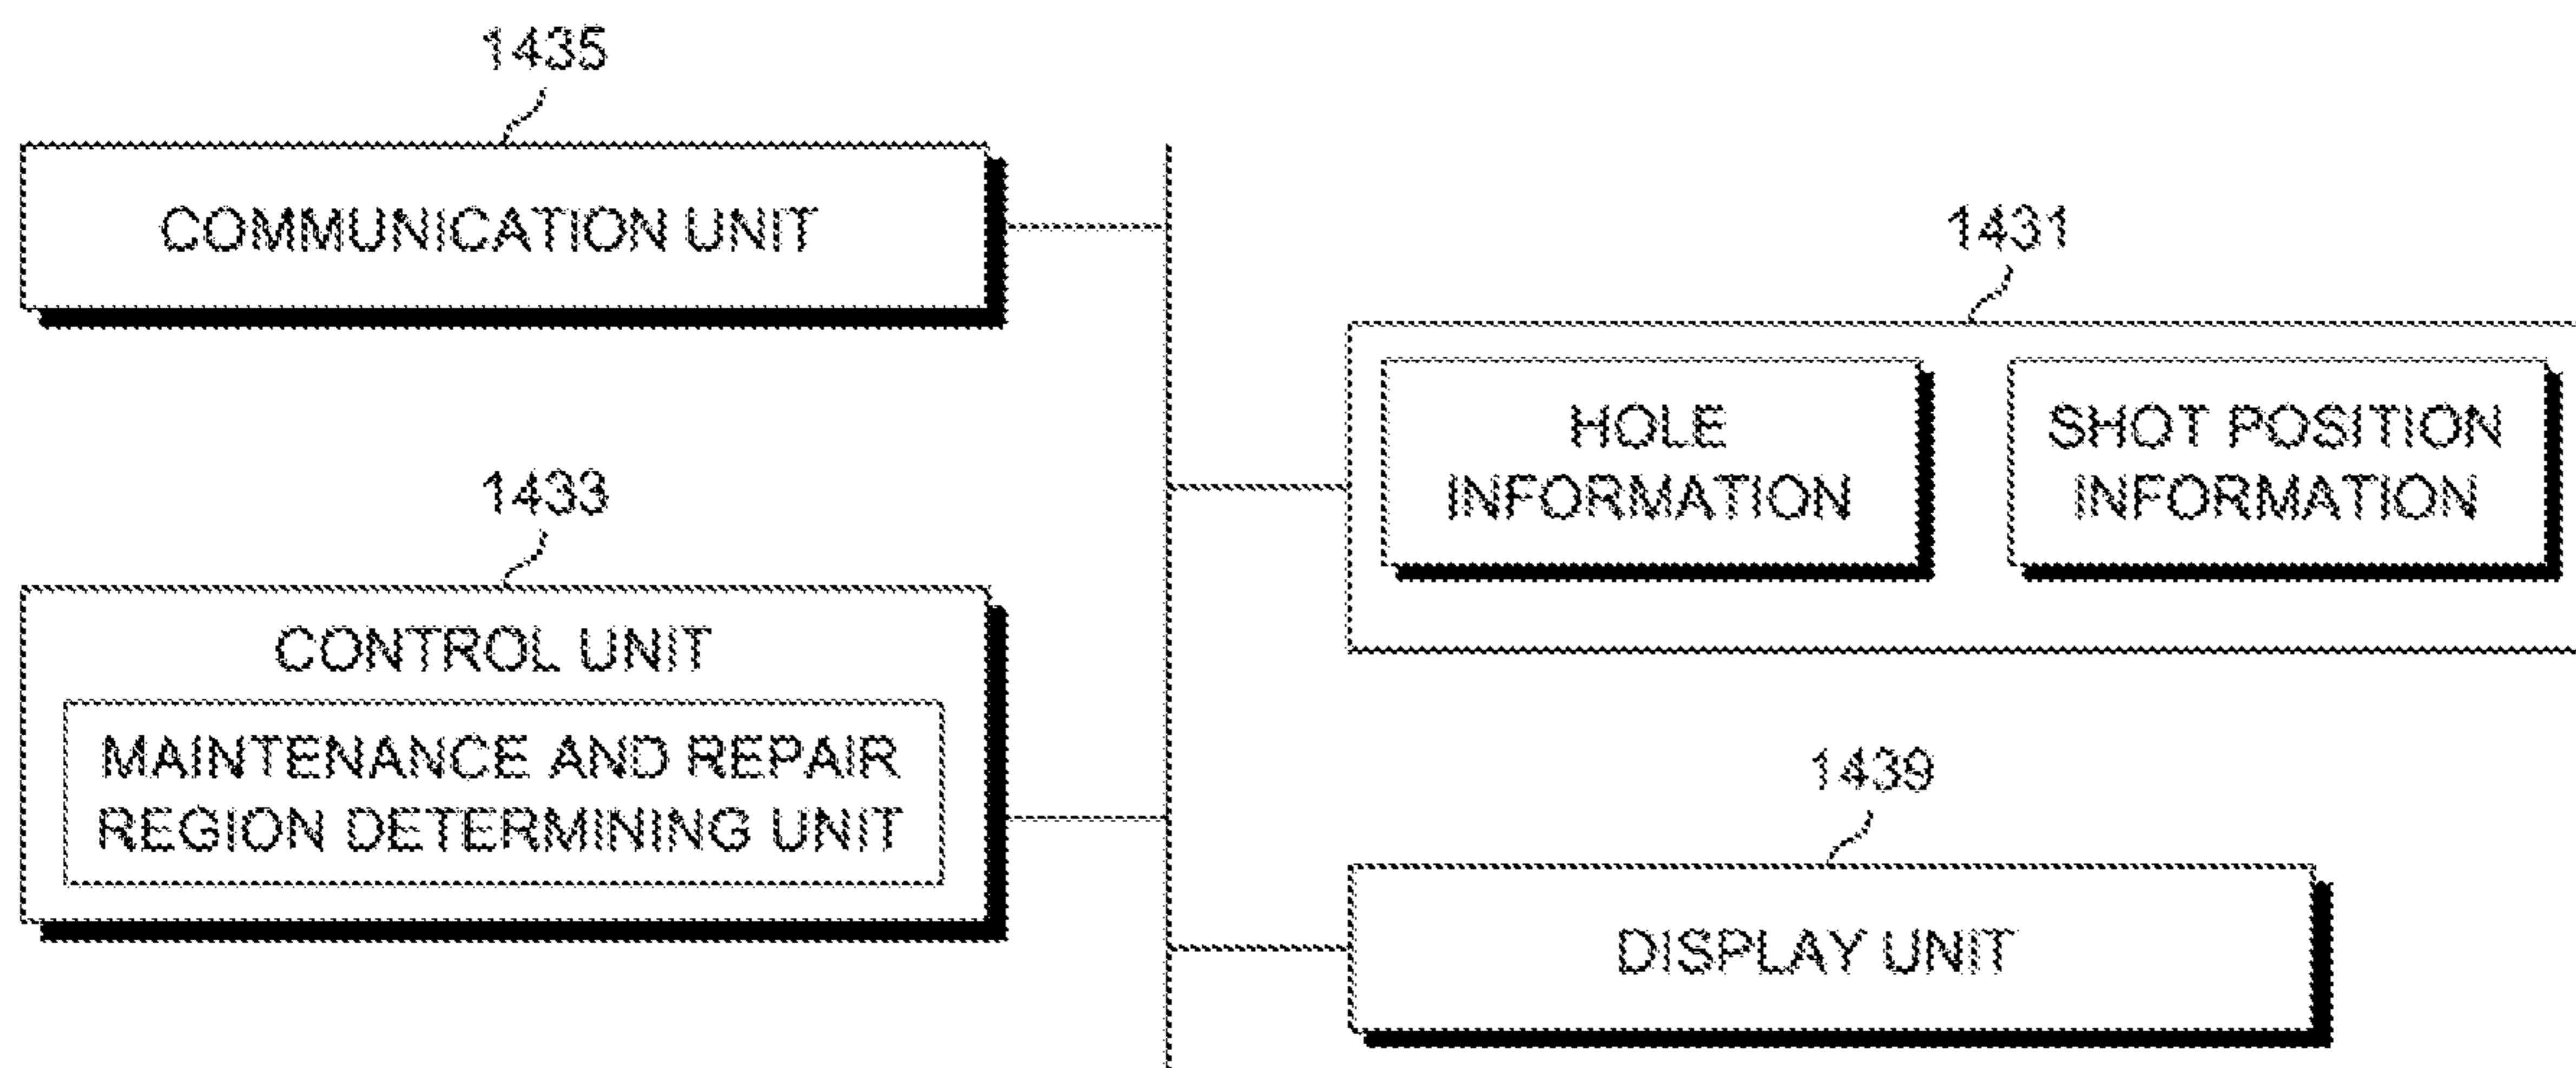 1435
COMMUNICATION UNIT
1431
HOLE
INFORMATION
SHOT POSITION
INFORMATION
1433
CONTROL UNIT
MAINTENANCE AND REPAIR
REGION DETERMINING UNIT
1439
DISPLAY UNIT